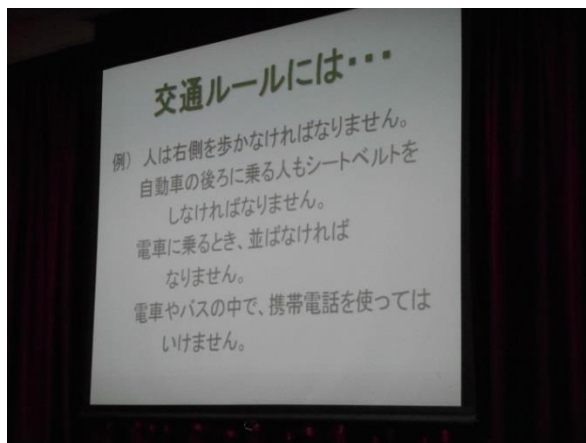 交通ルールには・・・
例) 人は右側を歩かなければなりません。
自動車の後ろに乗る人もシートベルトを
しなければなりません。
電車に乗るとき、並ばなければ
なりません。
電車やバスの中で、携帯電話を使っては
いけません。